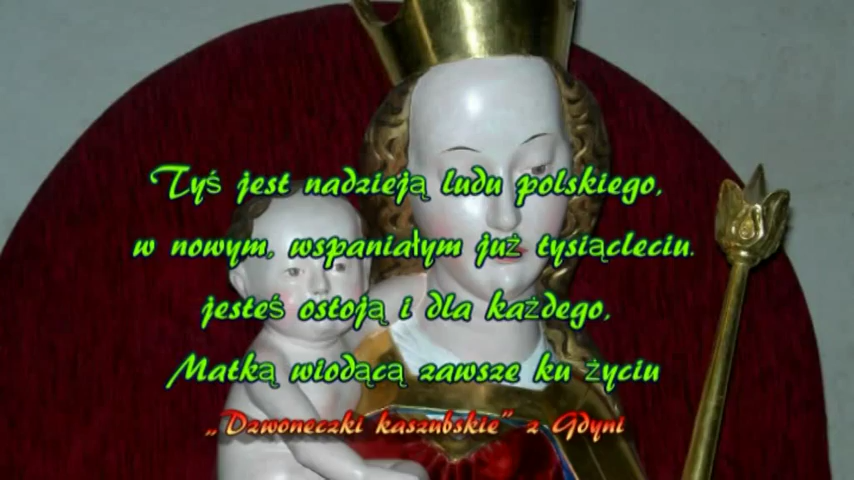 Tyś jest nadzieją ludu polskiego,
w nowym, wspaniałym już tysiącleciu.
jesteś ostoją i dla każdego,
Matką wiodącą zawsze ku życiu
„Dzwoneczki kaszubskie” z Gdyni